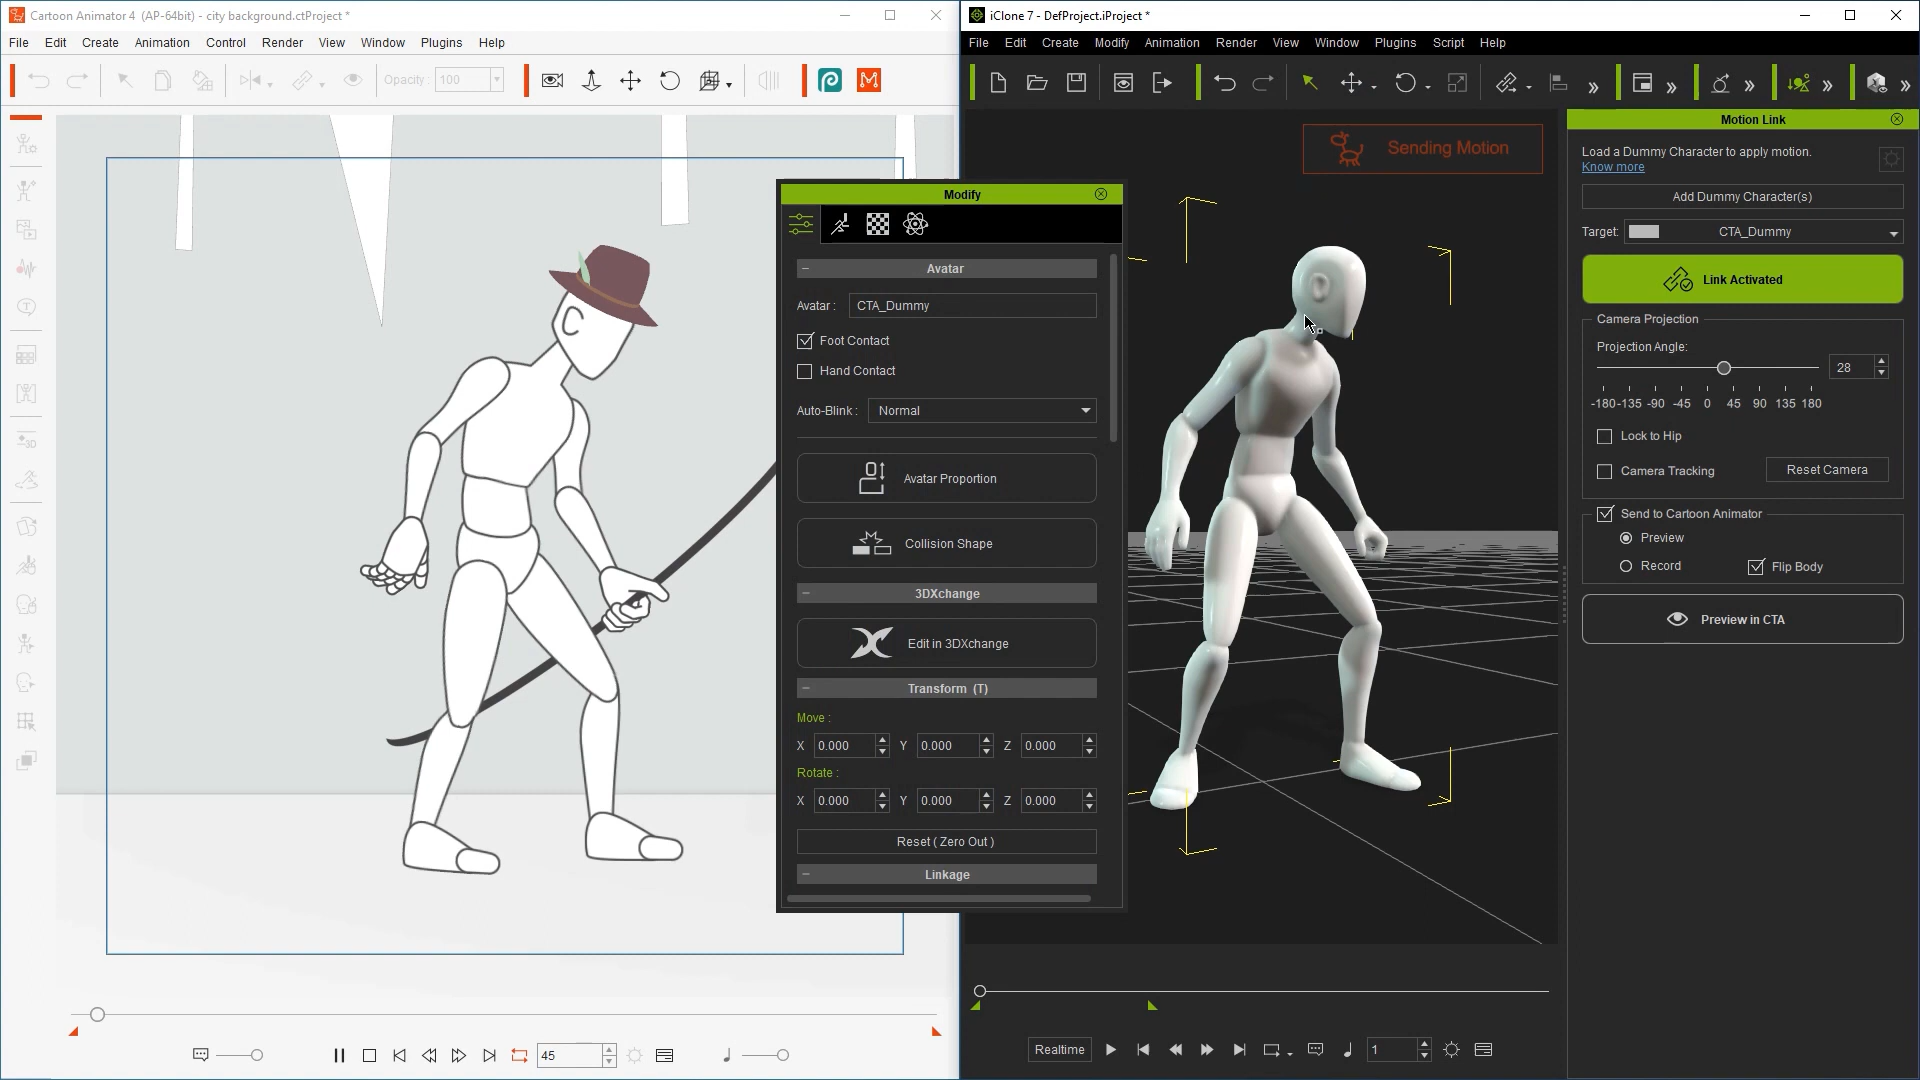 Cartoon Animator 4 (AP-64bit) - city background.ctProject *
File Edit Create Animation Control Render View Window Plugins Help
Opacity: 100
45
iClone 7 - DefProject.iProject *
File Edit Create Modify Animation Render View Window Plugins Script Help
Sending Motion
Modify
Avatar
Avatar : CTA_Dummy
Foot Contact
Hand Contact
Auto-Blink : Normal
Avatar Proportion
Collision Shape
3DXchange
Edit in 3DXchange
Transform (T)
Move :
X 0.000 Y 0.000 Z 0.000
Rotate :
X 0.000 Y 0.000 Z 0.000
Reset ( Zero Out )
Linkage
Motion Link
Load a Dummy Character to apply motion.
Know more
Add Dummy Character(s)
Target: CTA_Dummy
Link Activated
Camera Projection
Projection Angle:
28
-180 -135 -90 -45 0 45 90 135 180
Lock to Hip
Camera Tracking Reset Camera
Send to Cartoon Animator
Preview
Record Flip Body
Preview in CTA
Realtime 1